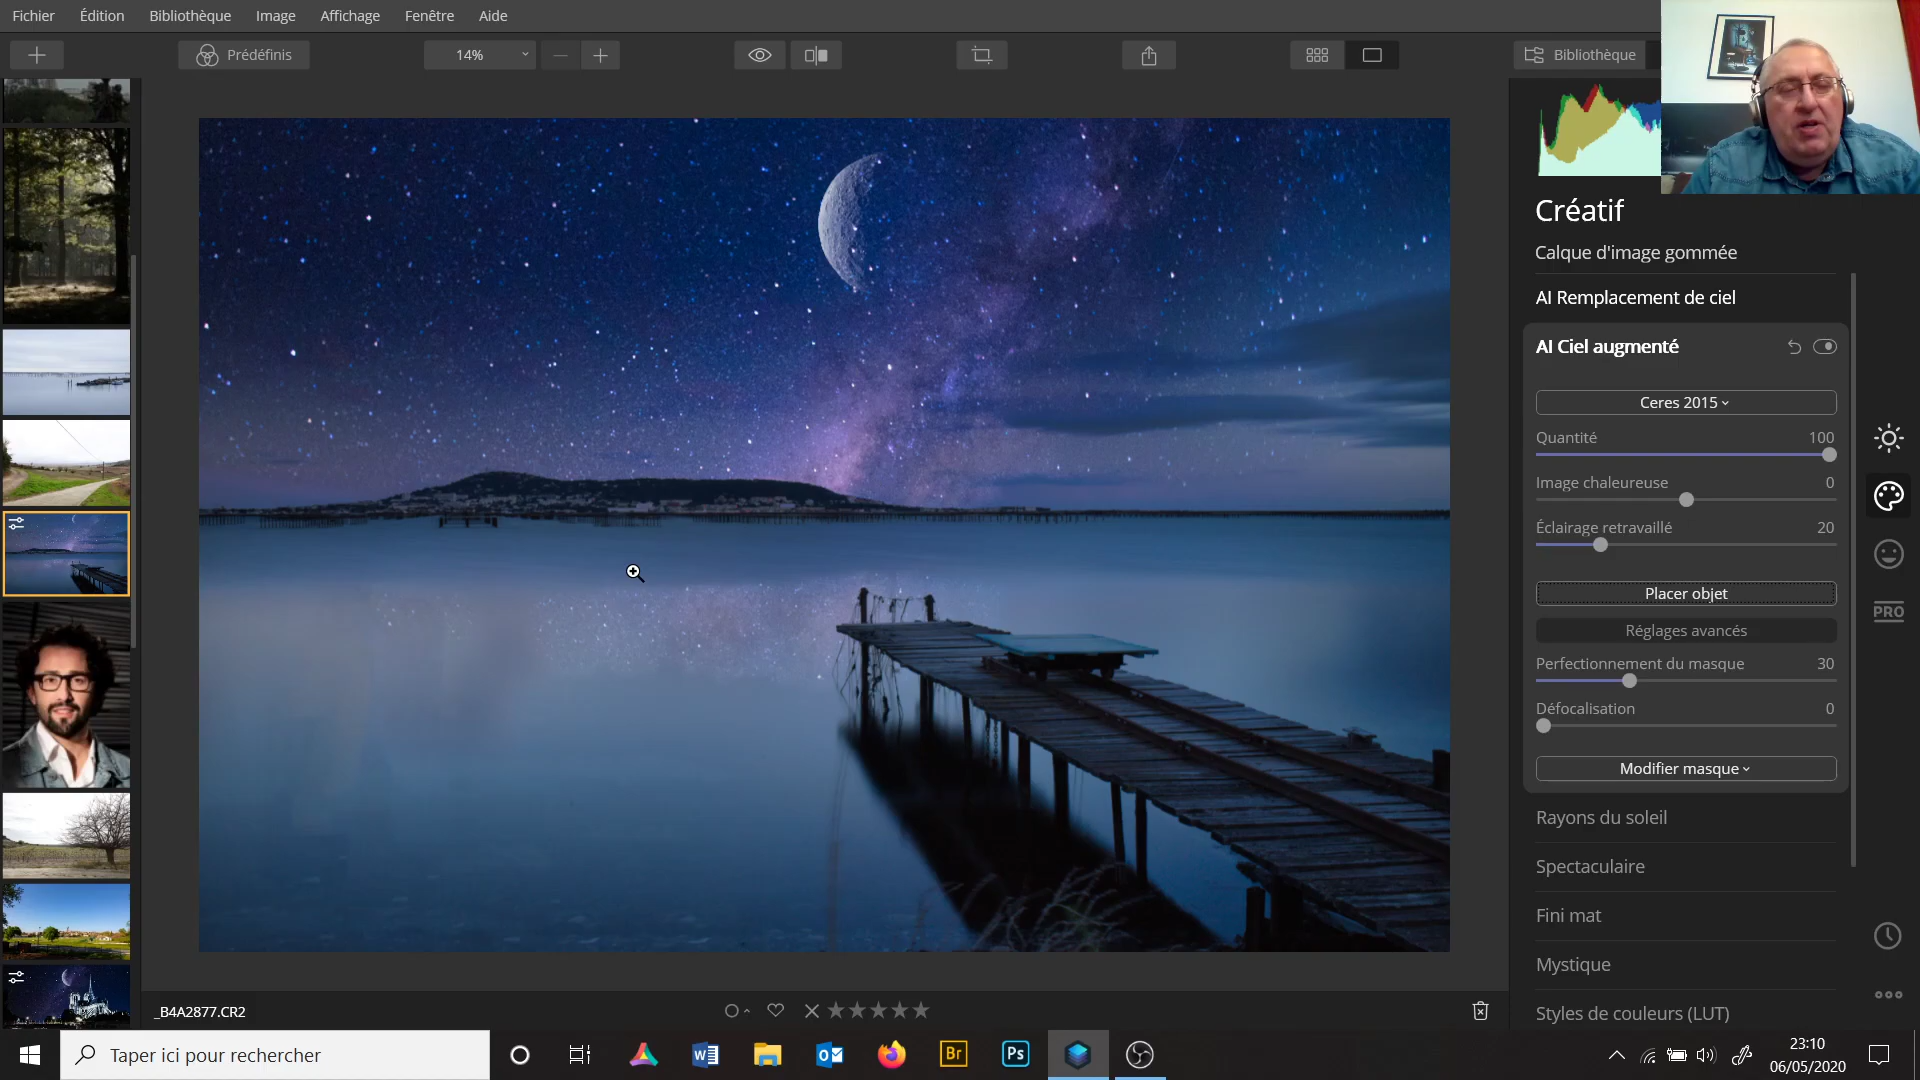 Fichier Édition Bibliothèque Image Affichage Fenêtre Aide
Prédéfinis 14% Bibliothèque
Créatif
Calque d'image gommée
AI Remplacement de ciel
AI Ciel augmenté
Ceres 2015
Quantité 100
Image chaleureuse 0
Éclairage retravaillé 20
Placer objet
Réglages avancés
PRO
Perfectionnement du masque 30
Défocalisation 0
Modifier masque
Rayons du soleil
Spectaculaire
Fini mat
Mystique
Styles de couleurs (LUT)
_B4A2877.CR2
Taper ici pour rechercher
Br
Ps
23:10
06/05/2020